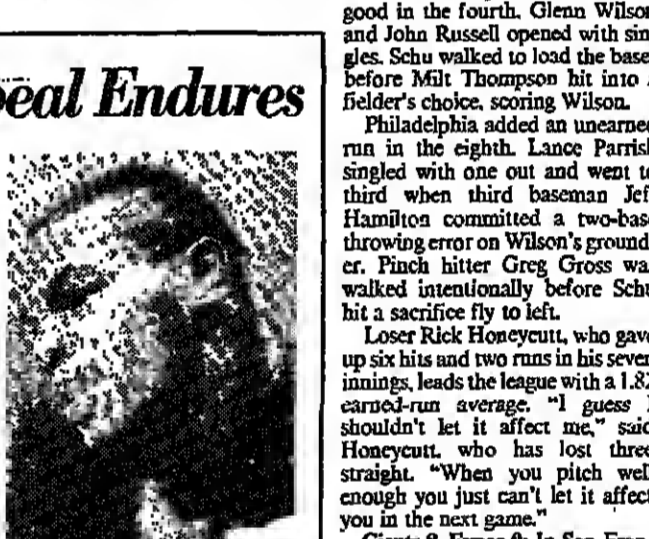 peal Endures
good in the fourth. Glenn Wilson
and John Russell opened with sin-
gles. Schu walked to load the bases
before Milt Thompson hit into
fielder's choice, scoring Wilson.
Philadelphia added an unearned
run in the eighth. Lance Parrish
singled with one out and went to
third when third baseman Jeff
Hamilton committed a two-base
throwing error on Wilson's ground-
er. Pinch hitter Greg Gross was
walked intentionally before Schu
hit a sacrifice fly to left.
Loser Rick Honeycutt, who gave
up six hits and two runs in his seven
innings, leads the league with a 1.82
earned-run average. "I guess I
shouldn't let it affect me," said
Honeycutt, who has lost three
straight. "When you pitch well
enough you just can't let it affect
you in the next game."